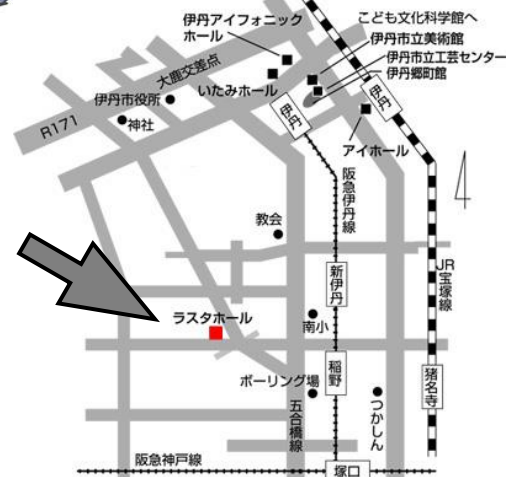 伊丹アイフォニック
ホール
こども文化科学館へ
伊丹市立美術館
伊丹市立工芸センター
伊丹郷町館
大鹿交差点
いたみホール
伊丹市役所
伊丹
伊丹
R171
神社
アイホール
阪急伊丹線
教会
新伊丹
JR宝塚線
ラスタホール
南小
稲野
猪名寺
ボーリング場
五合橋線
つかしん
阪急神戸線
塚口